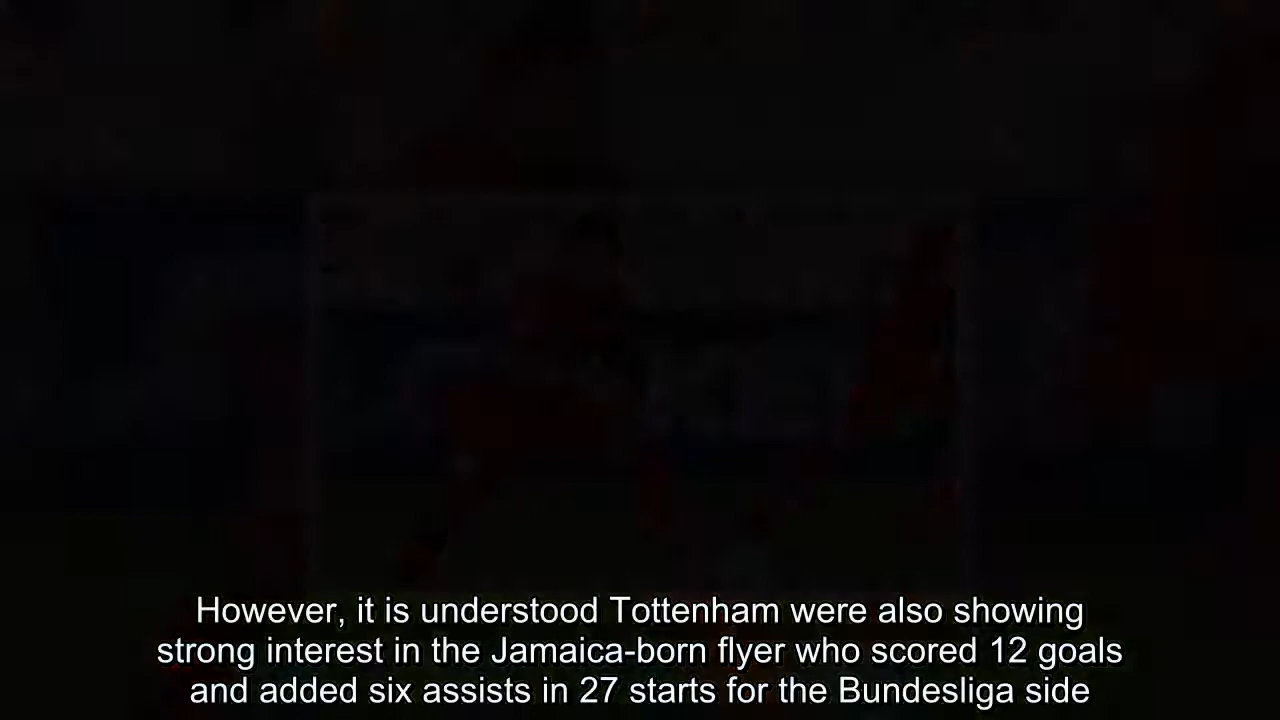 However, it is understood Tottenham were also showing
strong interest in the Jamaica-born flyer who scored 12 goals
and added six assists in 27 starts for the Bundesliga side